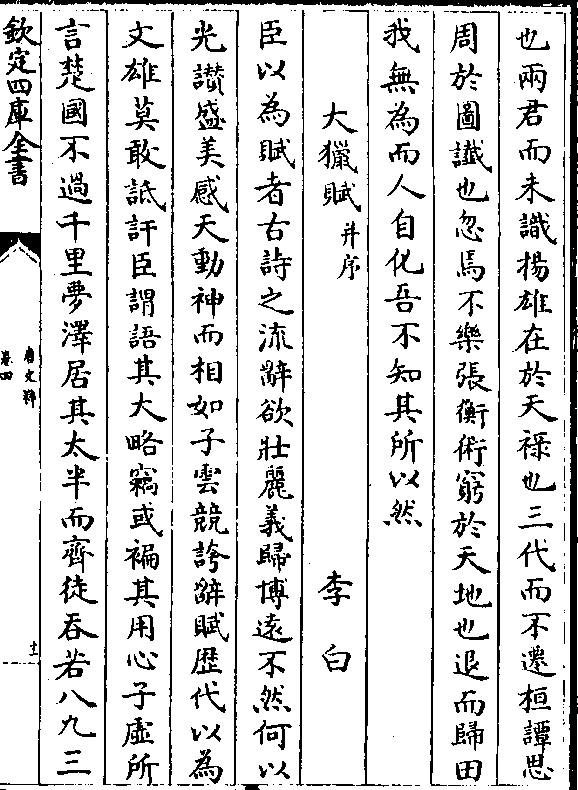 也兩君而未識揚雄在於天祿也三代而不遷桓譚思
周於圖讖也忽焉不樂張衡術窮於天地也退而歸田
我無為而人自化吾不知其所以然
大獵賦并序 李白
臣以為賦者古詩之流辭欲壯麗義歸博遠不然何以
光讃盛美感天動神而相如子雲競誇辭賦歴代以為
文雄莫敢詆訐臣謂語其大略竊或褊其用心子虛所
言楚國不過千里夢澤居其太半而齊徒吞若八九三
欽定四庫全書
唐文粹
卷四
十一